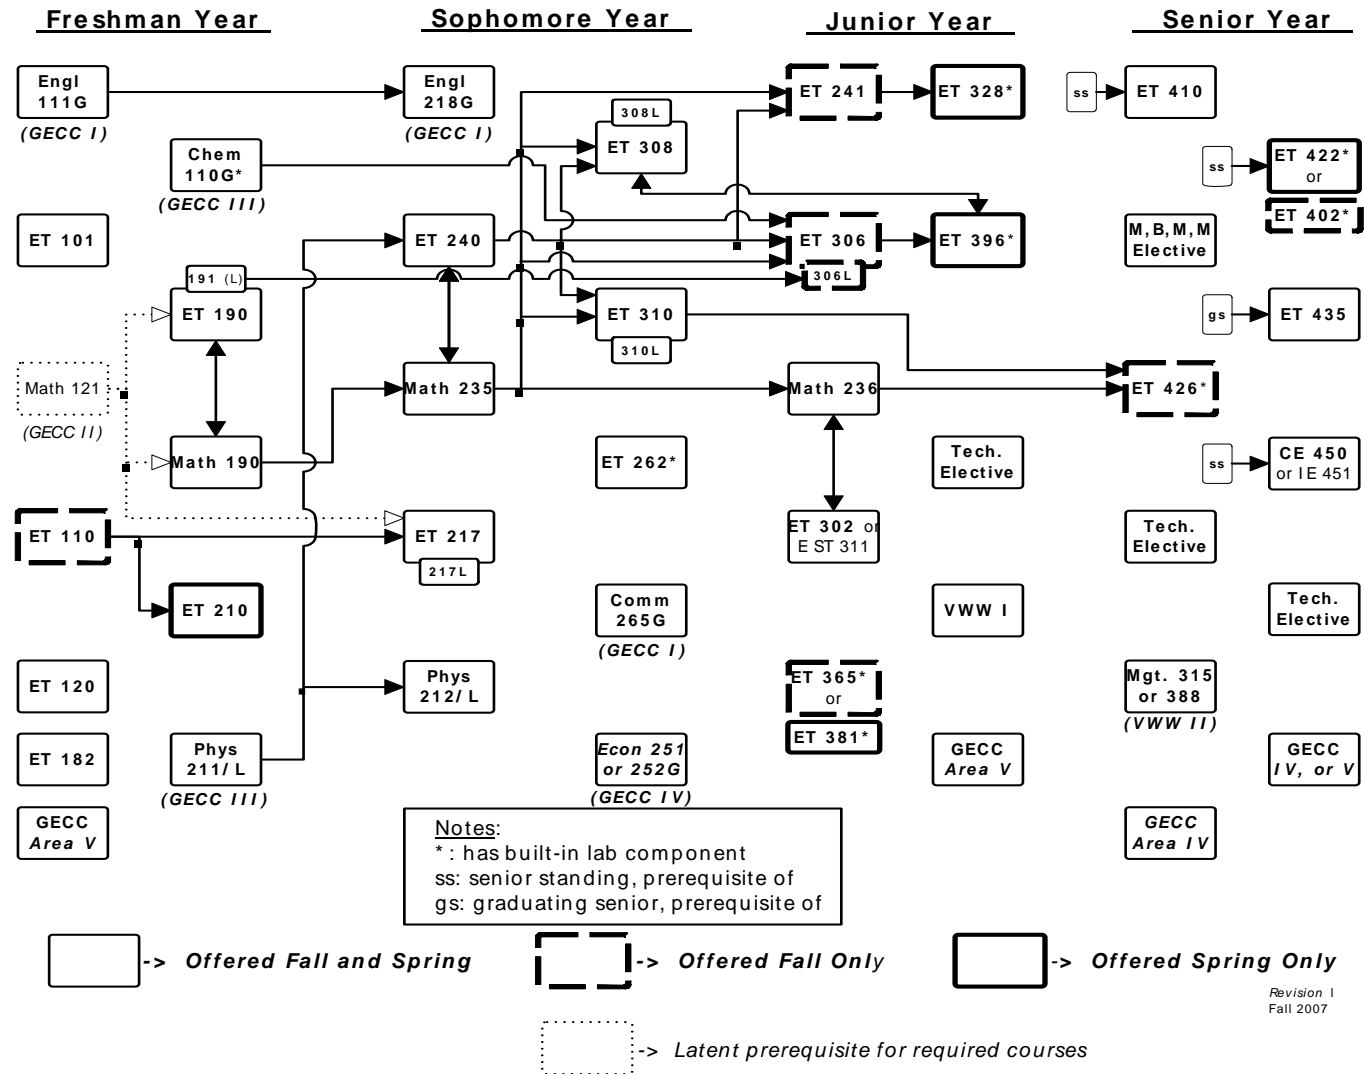 Freshman Year
Sophomore Year
Junior Year
Senior Year
Engl
111G
(GECC I)
Chem
110G*
(GECC III)
ET 101
191 (L)
ET 190
Math 121
(GECC II)
Math 190
ET 110
ET 210
ET 120
ET 182
Phys
211/ L
(GECC III)
GECC
Area V
Engl
218G
(GECC I)
308L
ET 308
ET 240
ET 310
310L
Math 235
ET 262*
ET 217
217L
Comm
265G
(GECC I)
Phys
212/ L
Econ 251
or 252G
(GECC IV)
ET 241
ET 328*
ET 306
306L
ET 396*
Math 236
Tech.
Elective
ET 302 or
E ST 311
VWW I
ET 365*
or
ET 381*
GECC
Area V
ss
ET 410
ss
ET 422*
or
ET 402*
M,B,M,M
Elective
gs
ET 435
ET 426*
ss
CE 450
or IE 451
Tech.
Elective
Tech.
Elective
Mgt. 315
or 388
(VWW II)
GECC
IV, or V
GECC
Area IV
Notes:
* : has built-in lab component
ss: senior standing, prerequisite of
gs: graduating senior, prerequisite of
-> Offered Fall and Spring
-> Offered Fall Only
-> Offered Spring Only
Revision I
Fall 2007
-> Latent prerequisite for required courses